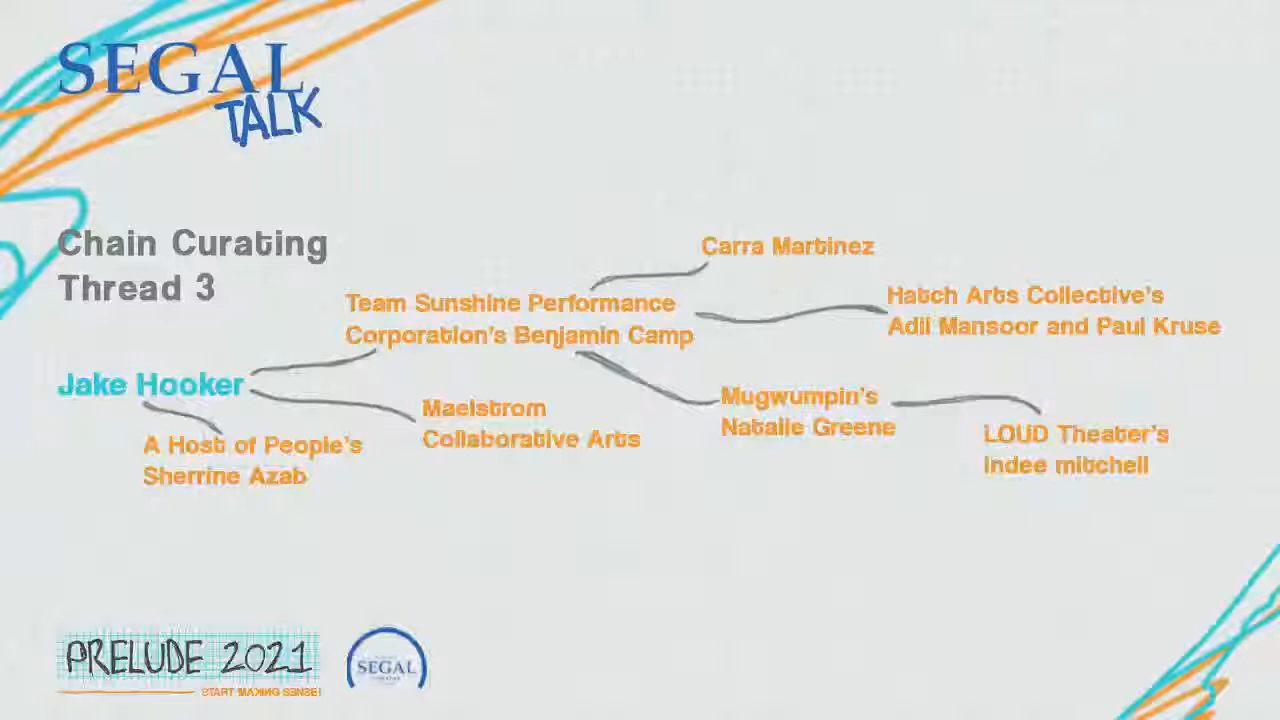 SEGAL
TALK
Chain Curating
Thread 3
Carra Martinez
Team Sunshine Performance
Corporation's Benjamin Camp
Hatch Arts Collective's
Adil Mansoor and Paul Kruse
Jake Hooker
Maelstrom
Collaborative Arts
Mugwumpin's
Natalie Greene
A Host of People's
Sherrine Azab
LOUD Theater's
indee mitchell
PRELUDE 2021
START MAKING SENSE!
SEGAL